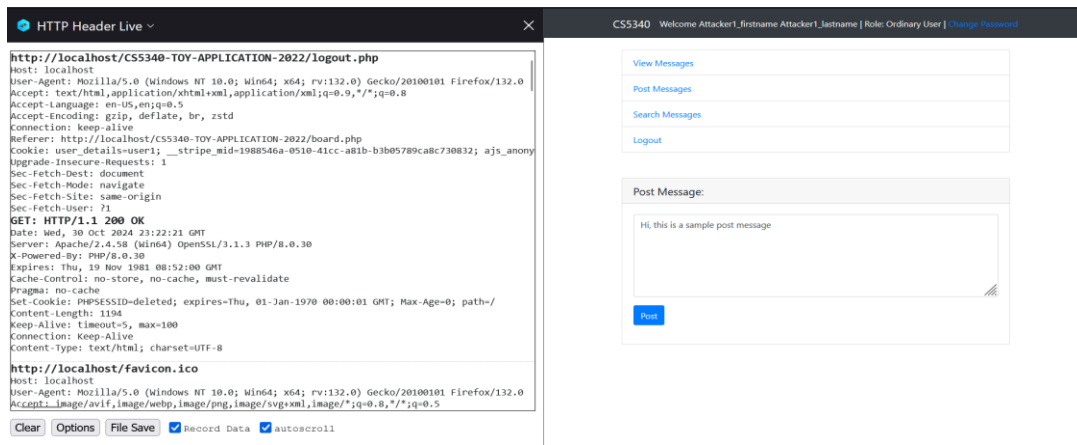 HTTP Header Live
http://localhost/CS5340-TOY-APPLICATION-2022/logout.php
Host: localhost
User-Agent: Mozilla/5.0 (Windows NT 10.0; Win64; x64; rv:132.0) Gecko/20100101 Firefox/132.0
Accept: text/html,application/xhtml+xml,application/xml;q=0.9,*/*;q=0.8
Accept-Language: en-US,en;q=0.5
Accept-Encoding: gzip, deflate, br, zstd
Connection: keep-alive
Referer: http://localhost/CS5340-TOY-APPLICATION-2022/board.php
Cookie: user_details=user1; __stripe_mid=1988546a-0510-41cc-a81b-b3b05789ca8c730832; ajs_anony
Upgrade-Insecure-Requests: 1
Sec-Fetch-Dest: document
Sec-Fetch-Mode: navigate
Sec-Fetch-Site: same-origin
Sec-Fetch-User: ?1
GET: HTTP/1.1 200 OK
Date: Wed, 30 Oct 2024 23:22:21 GMT
Server: Apache/2.4.58 (Win64) OpenSSL/3.1.3 PHP/8.0.30
X-Powered-By: PHP/8.0.30
Expires: Thu, 19 Nov 1981 08:52:00 GMT
Cache-Control: no-store, no-cache, must-revalidate
Pragma: no-cache
Set-Cookie: PHPSESSID=deleted; expires=Thu, 01-Jan-1970 00:00:01 GMT; Max-Age=0; path=/
Content-Length: 1194
Keep-Alive: timeout=5, max=100
Connection: Keep-Alive
Content-Type: text/html; charset=UTF-8
http://localhost/favicon.ico
Host: localhost
User-Agent: Mozilla/5.0 (Windows NT 10.0; Win64; x64; rv:132.0) Gecko/20100101 Firefox/132.0
Accept: image/avif,image/webp,image/png,image/svg+xml,image/*;q=0.8,*/*;q=0.5
Clear Options File Save Record Data autoscroll
CS5340 Welcome Attacker1_firstname Attacker1_lastname | Role: Ordinary User | Change Password
View Messages
Post Messages
Search Messages
Logout
Post Message:
Hi, this is a sample post message
Post